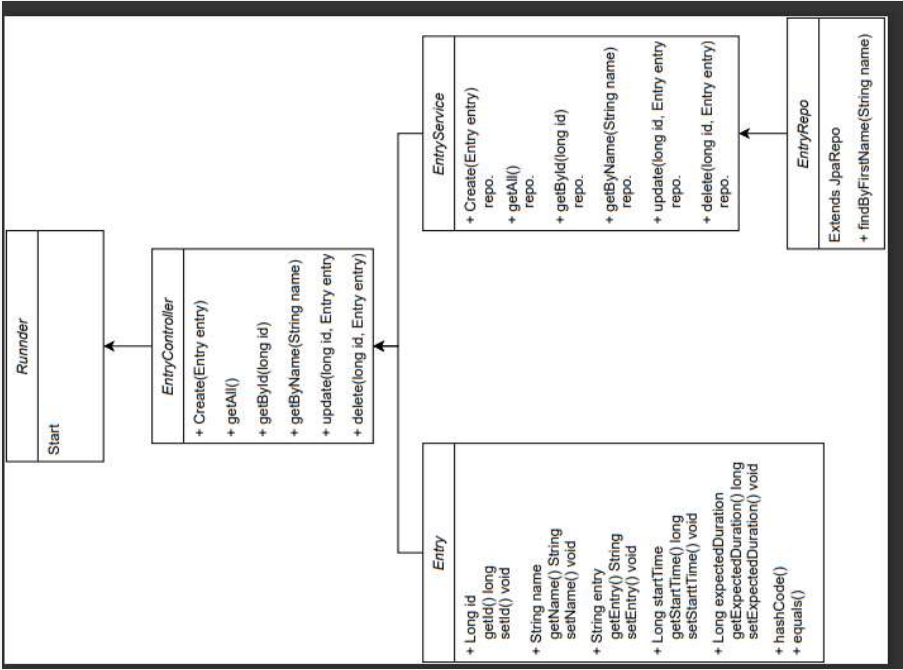 Runnder
Start
EntryController
+ Create(Entry entry)
+ getAll()
+ getById(long id)
+ getByName(String name)
+ update(long id, Entry entry
+ delete(long id, Entry entry)
Entry
+ Long id
getId() long
setId() void
+ String name
getName() String
setName() void
+ String entry
getEntry() String
setEntry() void
+ Long startTime
getStartTime() long
setStarttTime() void
+ Long expectedDuration
getExpectedDuration() long
setExpectedDuration() void
+ hashCode()
+ equals()
EntryService
+ Create(Entry entry)
repo.
+ getAll()
repo.
+ getById(long id)
repo.
+ getByName(String name)
repo.
+ update(long id, Entry entry
repo.
+ delete(long id, Entry entry)
repo.
EntryRepo
Extends JpaRepo
+ findByFirstName(String name)